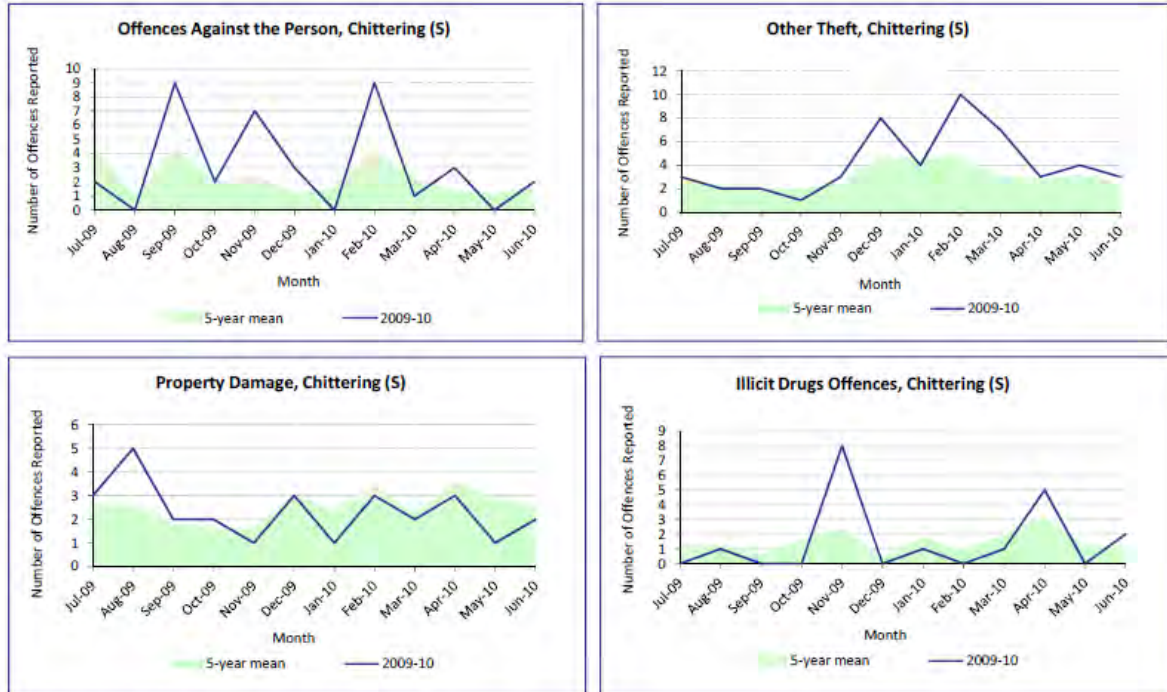 Offences Against the Person, Chittering (S)
Number of Offences Reported
10
9
8
7
6
5
4
3
2
1
0
Jul-09
Aug-09
Sep-09
Oct-09
Nov-09
Dec-09
Jan-10
Feb-10
Mar-10
Apr-10
May-10
Jun-10
Month
5-year mean
2009-10
Other Theft, Chittering (S)
Number of Offences Reported
12
10
8
6
4
2
0
Jul-09
Aug-09
Sep-09
Oct-09
Nov-09
Dec-09
Jan-10
Feb-10
Mar-10
Apr-10
May-10
Jun-10
Month
5-year mean
2009-10
Property Damage, Chittering (S)
Number of Offences Reported
6
5
4
3
2
1
0
Jul-09
Aug-09
Sep-09
Oct-09
Nov-09
Dec-09
Jan-10
Feb-10
Mar-10
Apr-10
May-10
Jun-10
Month
5-year mean
2009-10
Illicit Drugs Offences, Chittering (S)
Number of Offences Reported
9
8
7
6
5
4
3
2
1
0
Jul-09
Aug-09
Sep-09
Oct-09
Nov-09
Dec-09
Jan-10
Feb-10
Mar-10
Apr-10
May-10
Jun-10
Month
5-year mean
2009-10